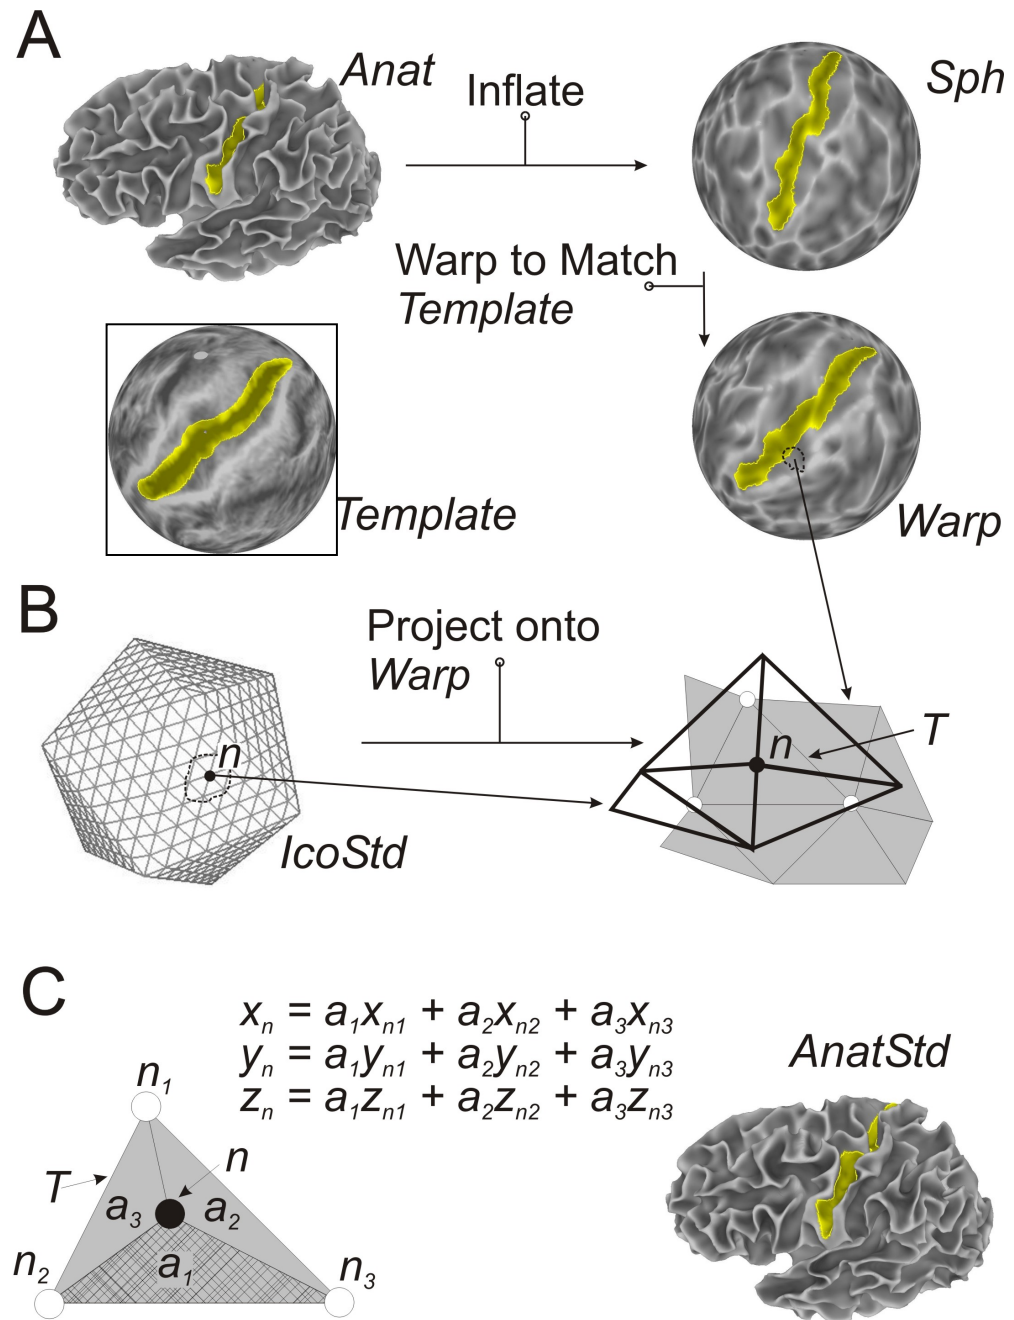 A
Anat
Inflate
Sph
Warp to Match
Template
Template
Warp
B
Project onto
Warp
n
n
T
IcoStd
C
xₙ = a₁xₙ₁ + a₂xₙ₂ + a₃xₙ₃
yₙ = a₁yₙ₁ + a₂yₙ₂ + a₃yₙ₃
zₙ = a₁zₙ₁ + a₂zₙ₂ + a₃zₙ₃
AnatStd
n₁
n
T
a₃
a₂
n₂
a₁
n₃